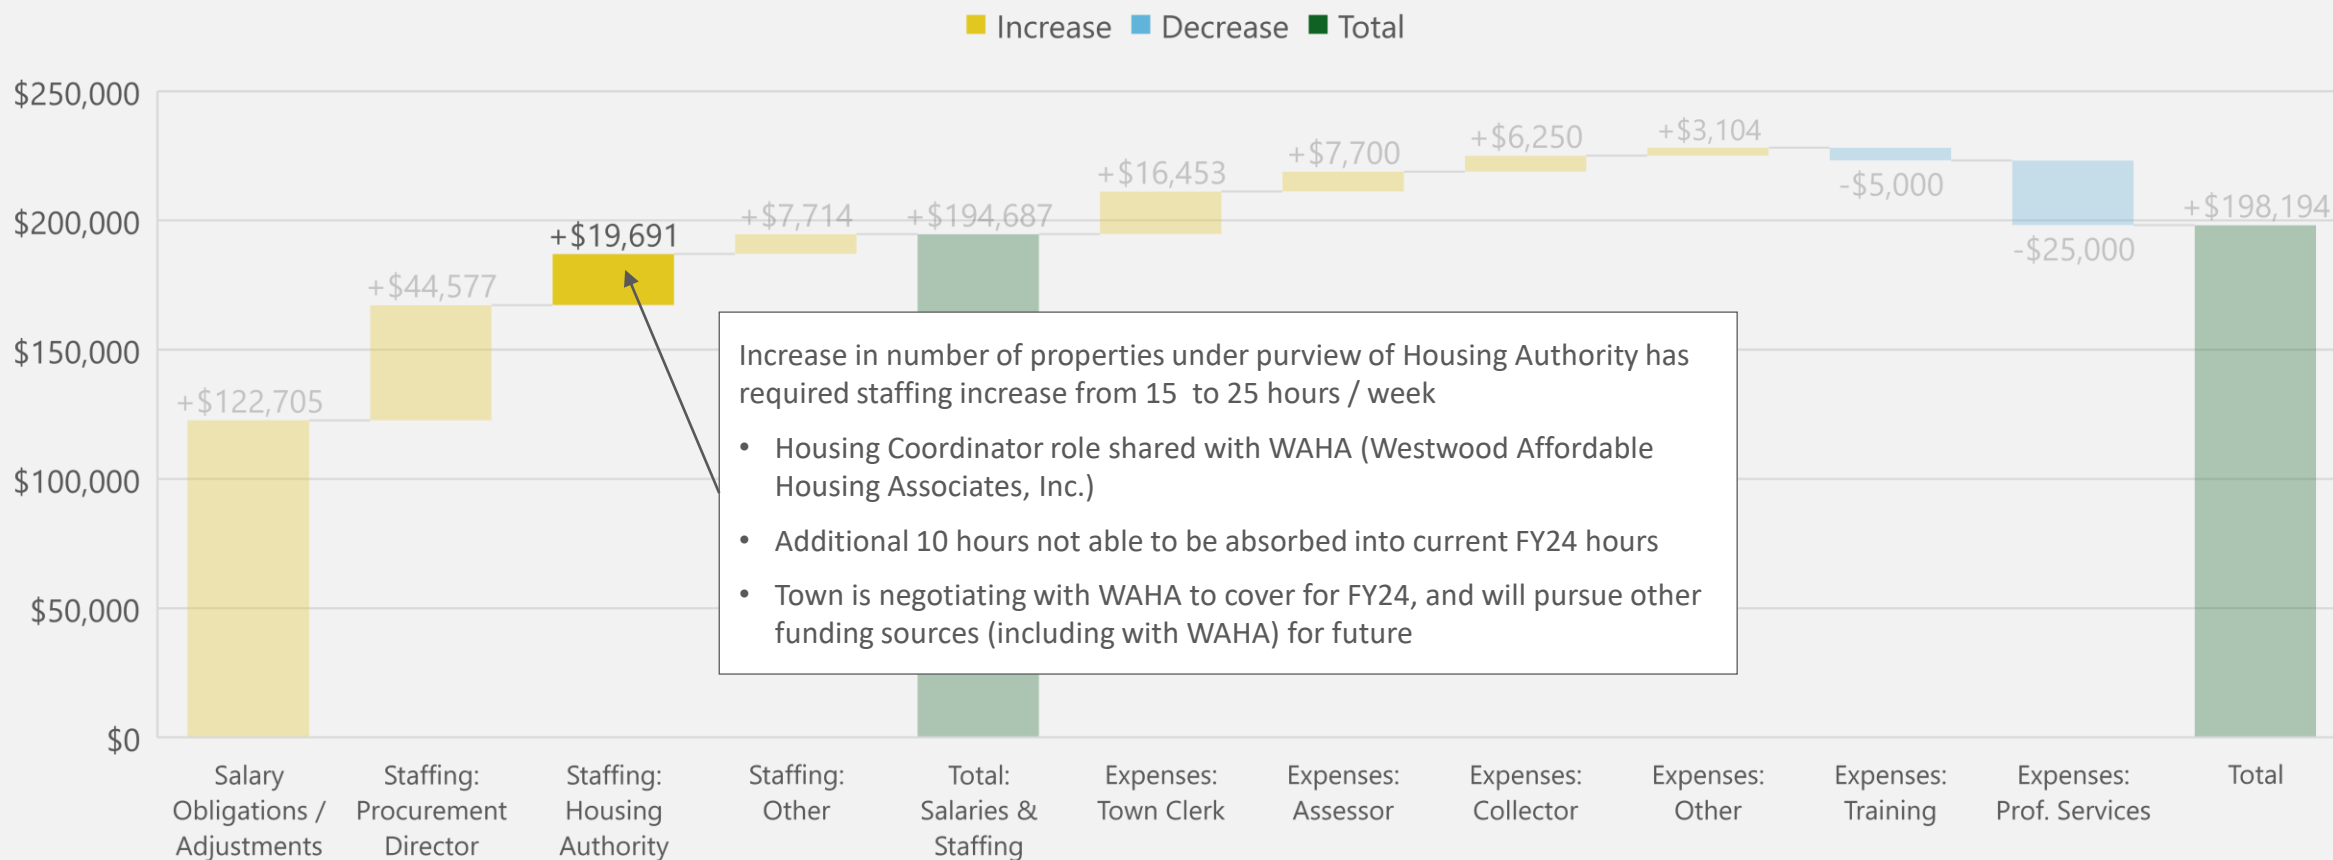 Increase Decrease Total
$250,000
$200,000
$150,000
$100,000
$50,000
$0
+$122,705
+$44,577
+$19,691
+$7,714
+$194,687
+$16,453
+$7,700
+$6,250
+$3,104
-$5,000
-$25,000
+$198,194
Increase in number of properties under purview of Housing Authority has
required staffing increase from 15 to 25 hours / week
• Housing Coordinator role shared with WAHA (Westwood Affordable
Housing Associates, Inc.)
• Additional 10 hours not able to be absorbed into current FY24 hours
• Town is negotiating with WAHA to cover for FY24, and will pursue other
funding sources (including with WAHA) for future
Salary
Obligations /
Adjustments
Staffing:
Procurement
Director
Staffing:
Housing
Authority
Staffing:
Other
Total:
Salaries &
Staffing
Expenses:
Town Clerk
Expenses:
Assessor
Expenses:
Collector
Expenses:
Other
Expenses:
Training
Expenses:
Prof. Services
Total